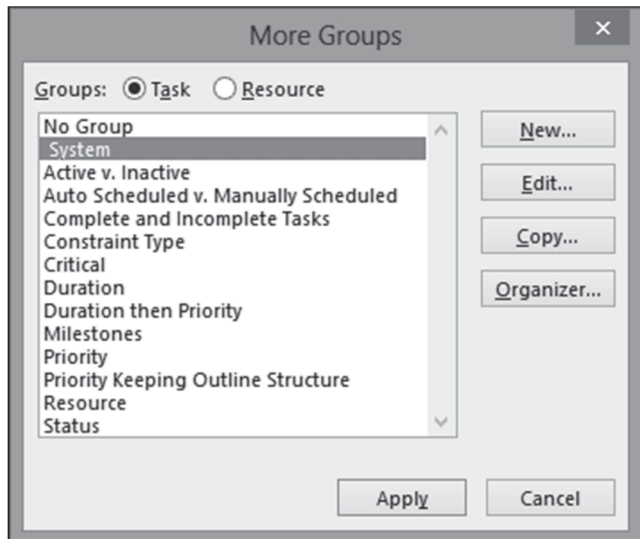 More Groups
Groups: Task Resource
No Group
System
Active v. Inactive
Auto Scheduled v. Manually Scheduled
Complete and Incomplete Tasks
Constraint Type
Critical
Duration
Duration then Priority
Milestones
Priority
Priority Keeping Outline Structure
Resource
Status
New...
Edit...
Copy...
Organizer...
Apply Cancel